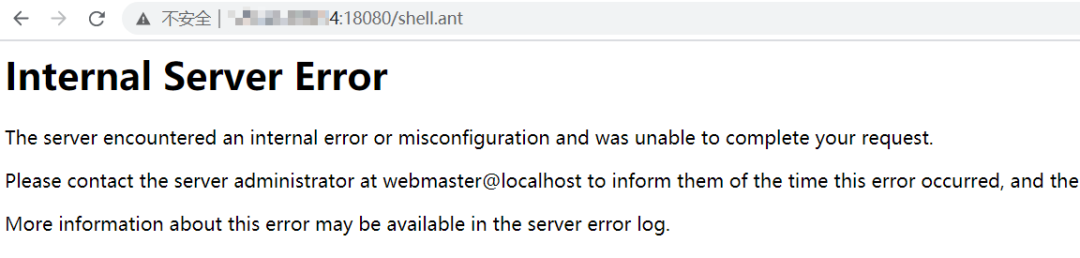 不安全 | 4:18080/shell.ant
Internal Server Error
The server encountered an internal error or misconfiguration and was unable to complete your request.
Please contact the server administrator at webmaster@localhost to inform them of the time this error occurred, and the
More information about this error may be available in the server error log.